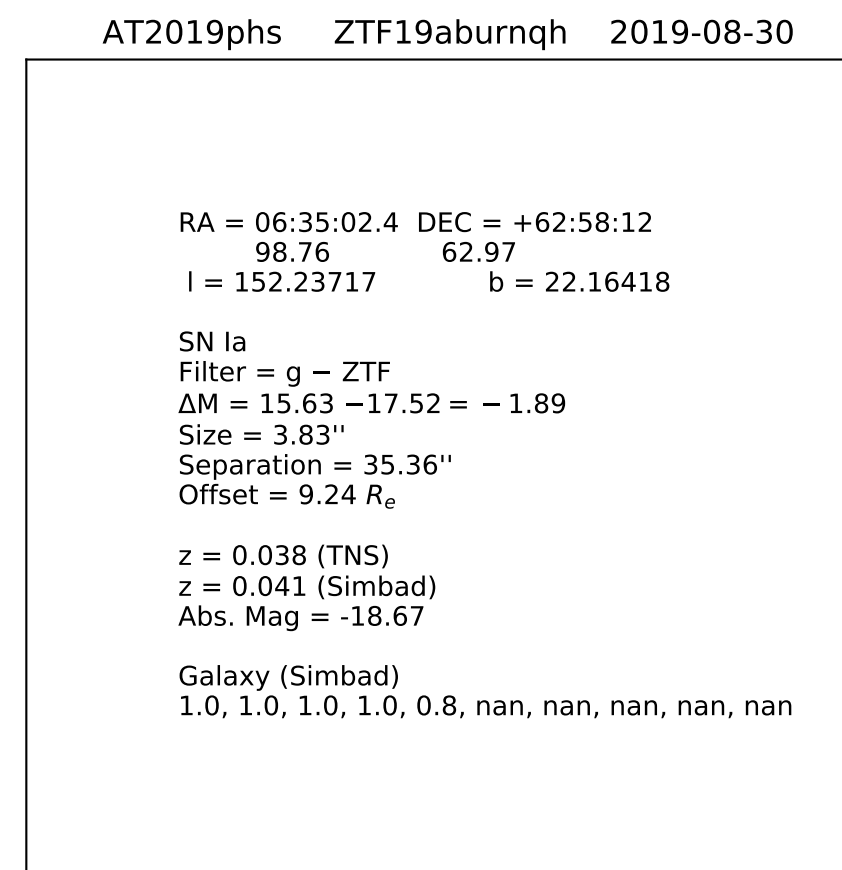 AT2019phs ZTF19aburnqh 2019-08-30
RA = 06:35:02.4 DEC = +62:58:12
98.76 62.97
l = 152.23717 b = 22.16418
SN Ia
Filter = g − ZTF
ΔM = 15.63 −17.52 = − 1.89
Size = 3.83''
Separation = 35.36''
Offset = 9.24 Re
z = 0.038 (TNS)
z = 0.041 (Simbad)
Abs. Mag = -18.67
Galaxy (Simbad)
1.0, 1.0, 1.0, 1.0, 0.8, nan, nan, nan, nan, nan